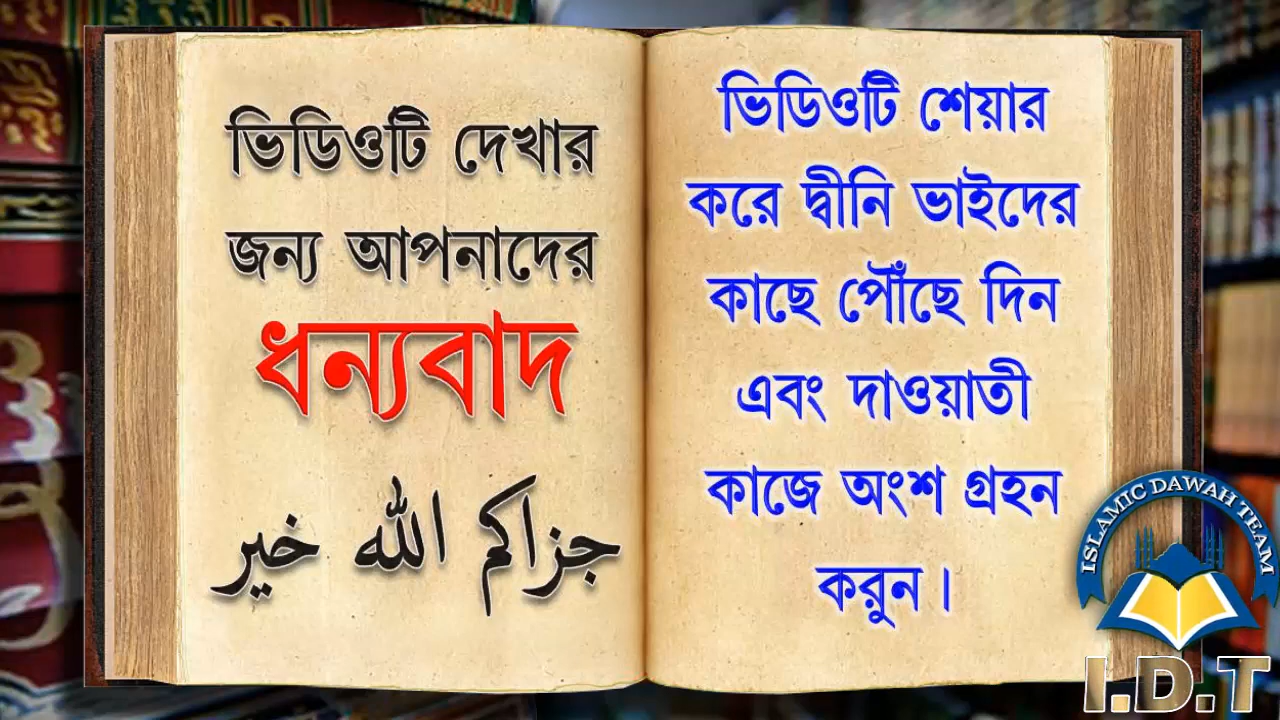 ভিডিওটি দেখার
জন্য আপনাদের
ধন্যবাদ
جزاكم الله خير
ভিডিওটি শেয়ার
করে দ্বীনি ভাইদের
কাছে পৌঁছে দিন
এবং দাওয়াতী
কাজে অংশ গ্রহন
করুন।
ISLAMIC DAWAH TEAM
I.D.T